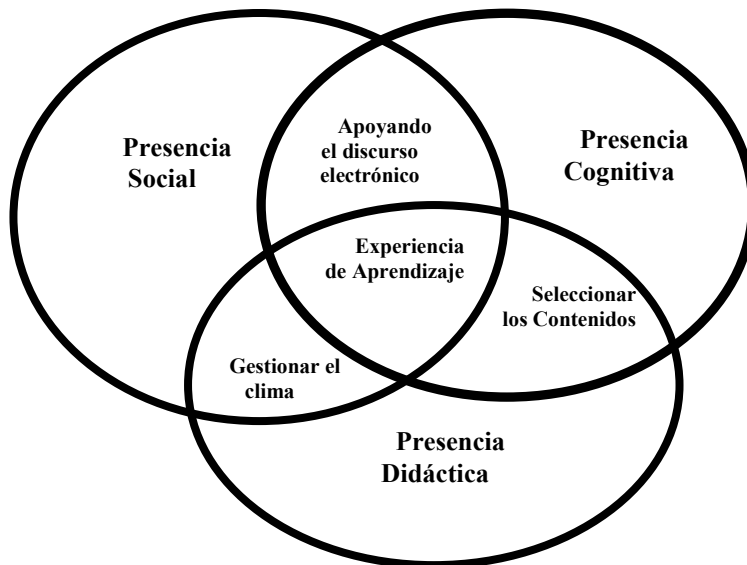 Presencia
Social
Apoyando
el discurso
electrónico
Presencia
Cognitiva
Experiencia
de Aprendizaje
Seleccionar
los Contenidos
Gestionar el
clima
Presencia
Didáctica